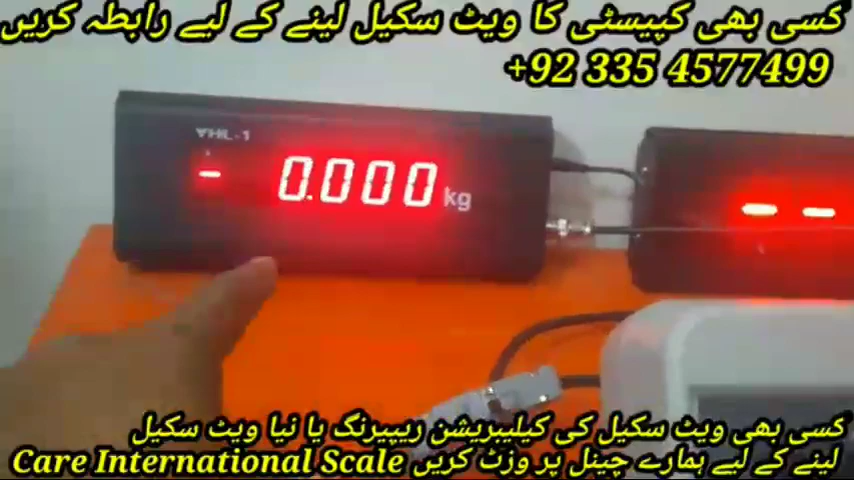 کسی بھی کپیسٹی کا ویٹ سکیل لینے کے لیے رابطہ کریں
+92 335 4577499
YHL-1
0.000 kg
کسی بھی ویٹ سکیل کی کیلیبریشن ریپیرنگ یا نیا ویٹ سکیل
لینے کے لیے ہمارے چینل پر وزٹ کریں Care International Scale